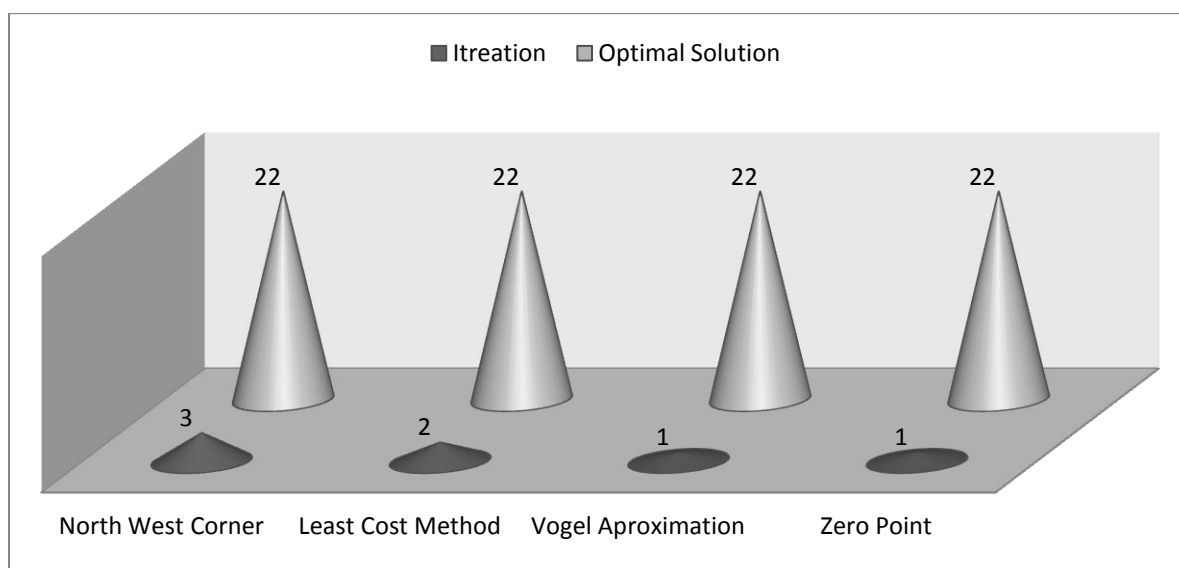 Itreation Optimal Solution
22 22 22 22
3 2 1 1
North West Corner Least Cost Method Vogel Aproximation Zero Point